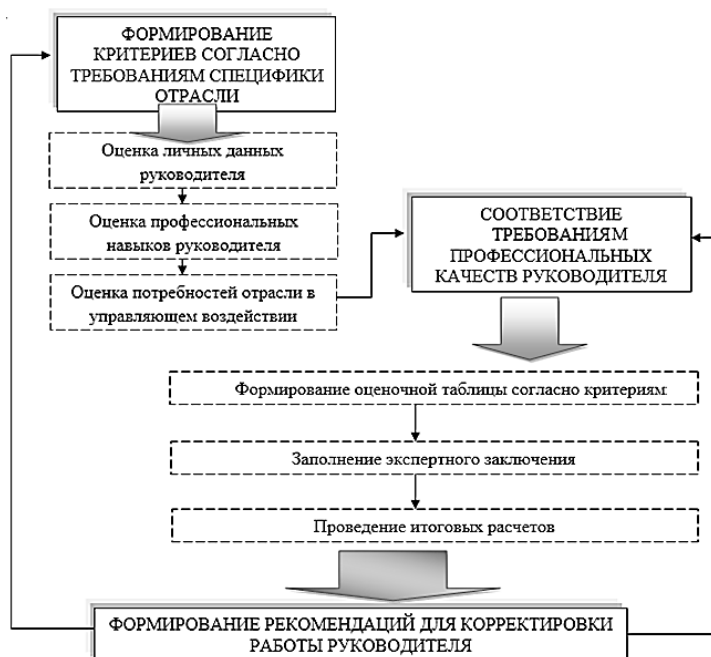 ФОРМИРОВАНИЕ
КРИТЕРИЕВ СОГЛАСНО
ТРЕБОВАНИЯМ СПЕЦИФИКИ
ОТРАСЛИ
Оценка личных данных
руководителя
Оценка профессиональных
навыков руководителя
Оценка потребностей отрасли в
управляющем воздействии
СООТВЕТСТВИЕ
ТРЕБОВАНИЯМ
ПРОФЕССИОНАЛЬНЫХ
КАЧЕСТВ РУКОВОДИТЕЛЯ
Формирование оценочной таблицы согласно критериям
Заполнение экспертного заключения
Проведение итоговых расчетов
ФОРМИРОВАНИЕ РЕКОМЕНДАЦИЙ ДЛЯ КОРРЕКТИРОВКИ
РАБОТЫ РУКОВОДИТЕЛЯ